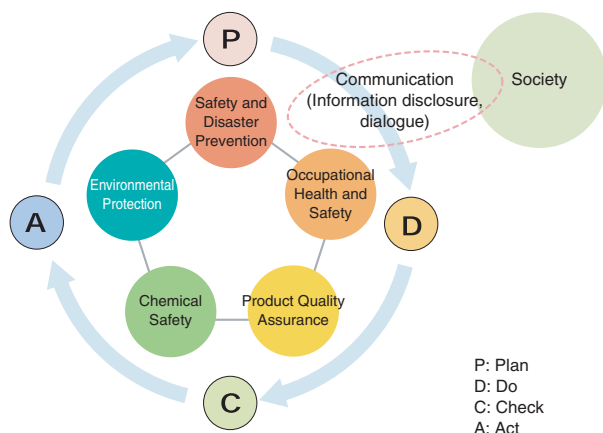 P
Communication
(Information disclosure,
dialogue)
Society
Safety and
Disaster
Prevention
Environmental
Protection
Occupational
Health and
Safety
A
D
Chemical
Safety
Product Quality
Assurance
C
P: Plan
D: Do
C: Check
A: Act